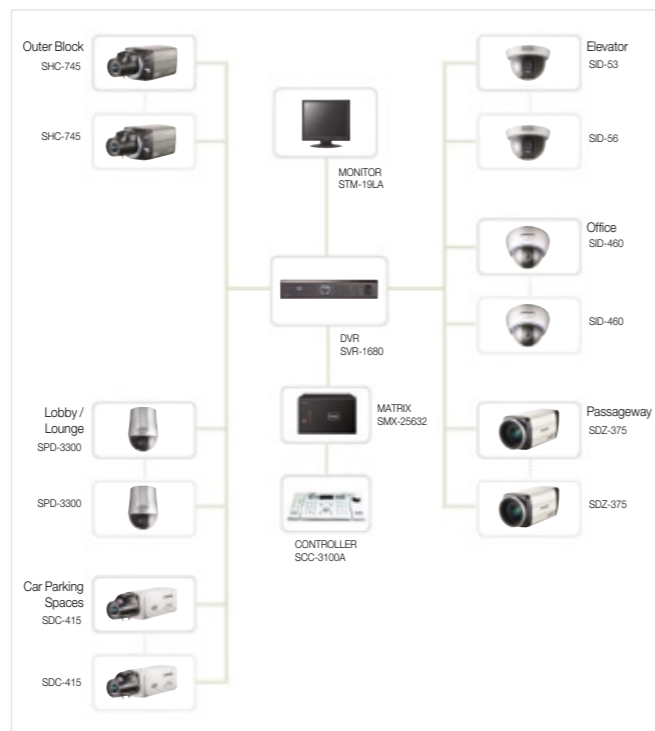 Outer Block
SHC-745
SHC-745
MONITOR
STM-19LA
Elevator
SID-53
SID-56
Office
SID-460
SID-460
DVR
SVR-1680
Lobby /
Lounge
SPD-3300
SPD-3300
MATRIX
SMX-25632
CONTROLLER
SCC-3100A
Passageway
SDZ-375
SDZ-375
Car Parking
Spaces
SDC-415
SDC-415